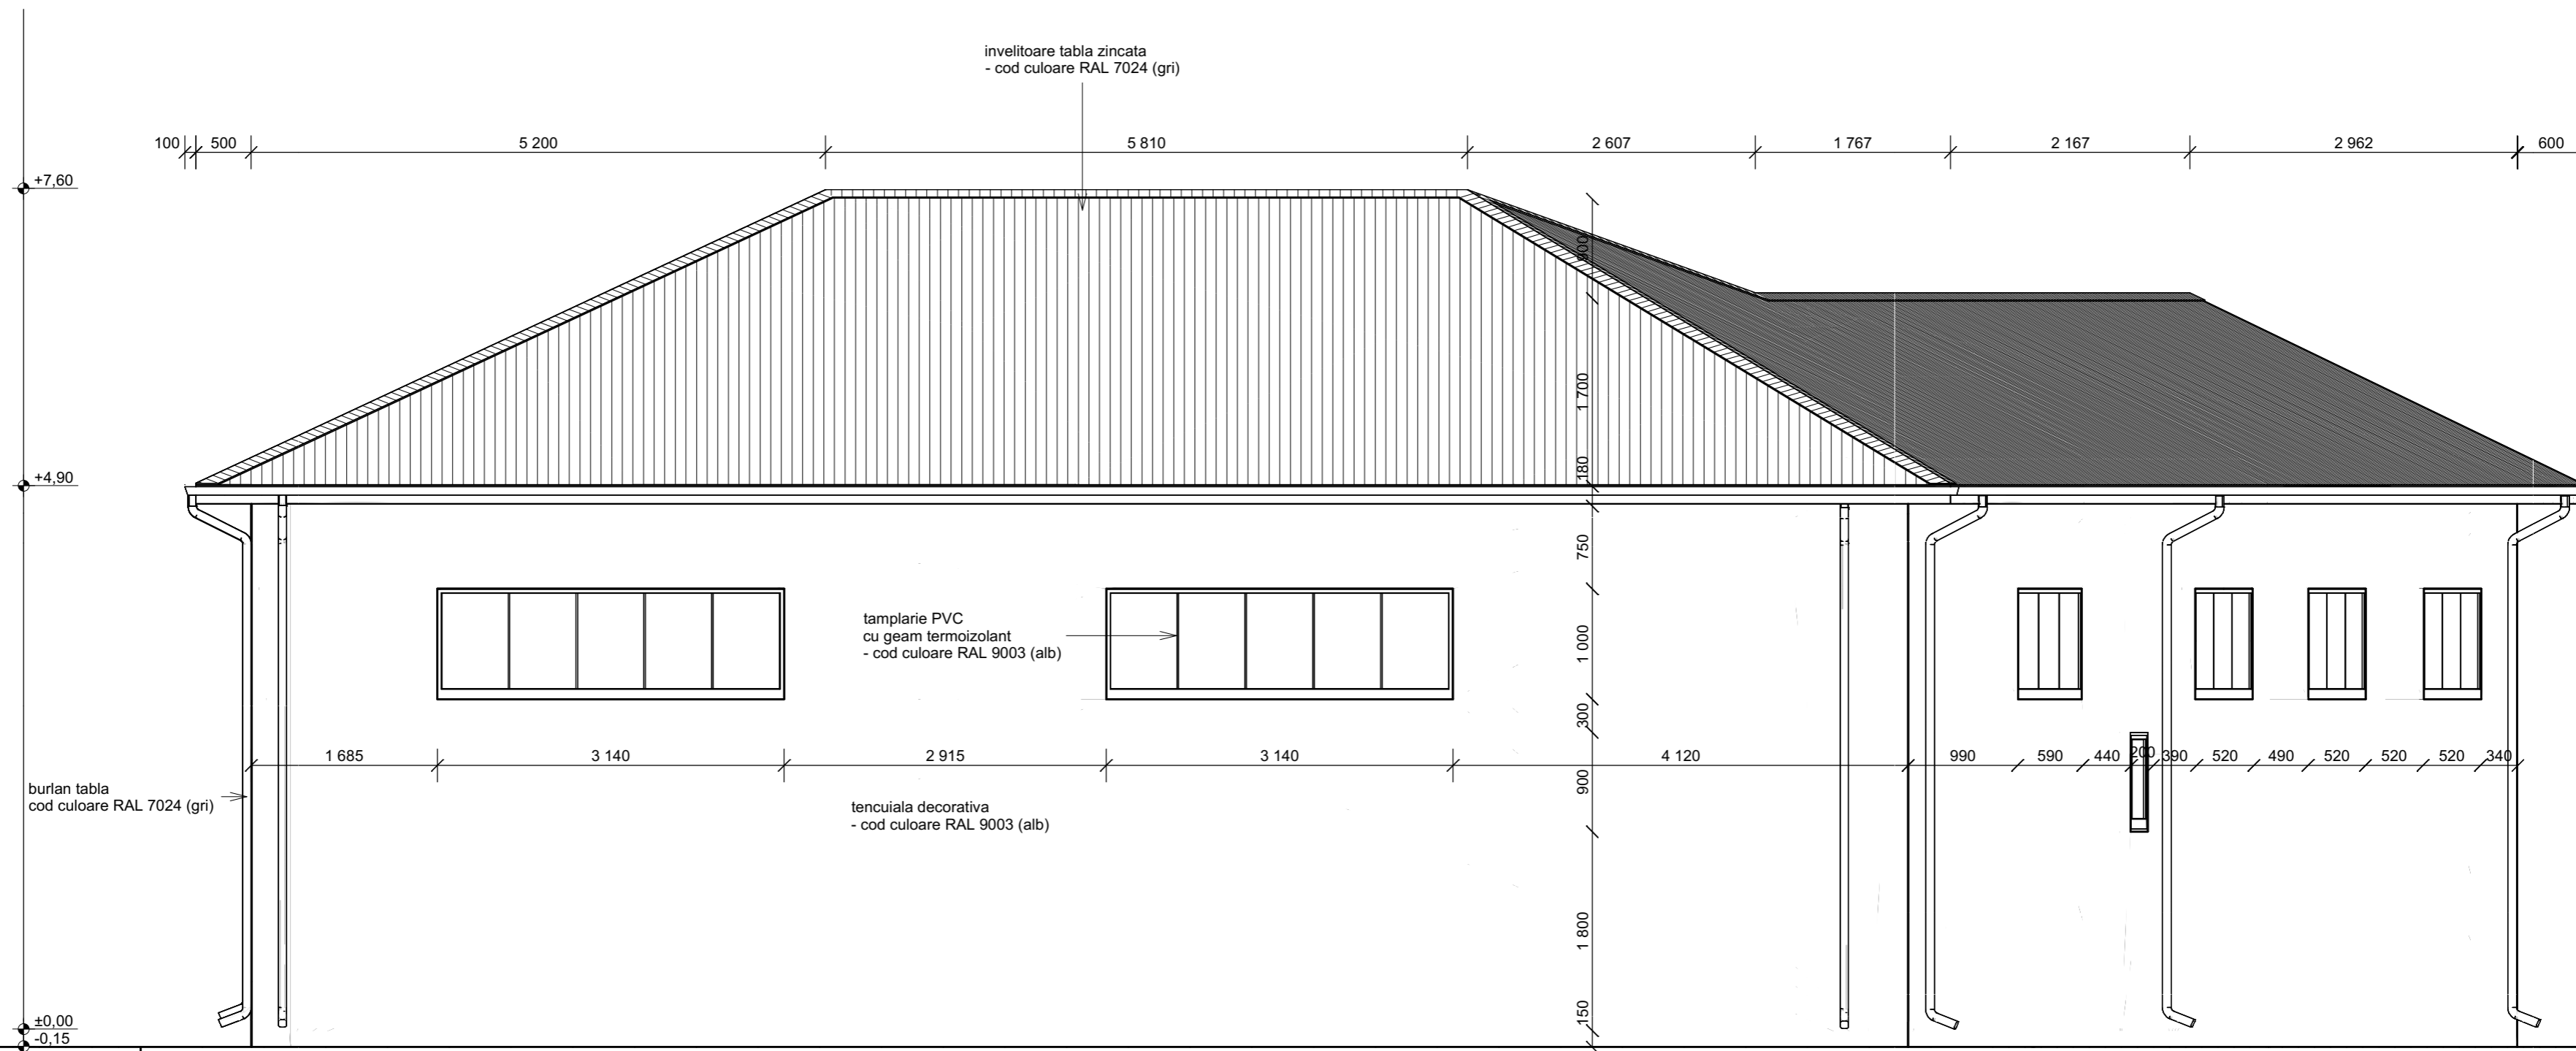 invelitoare tabla zincata
- cod culoare RAL 7024 (gri)
100 500 5 200 5 810 2 607 1 767 2 167 2 962 600
+7,60
900
1 700
+4,90
180
750
tamplarie PVC
cu geam termoizolant
- cod culoare RAL 9003 (alb)
1 000
300
1 685 3 140 2 915 3 140 4 120 990 590 440 200 390 520 490 520 520 520 340
burlan tabla
cod culoare RAL 7024 (gri)
900
tencuiala decorativa
- cod culoare RAL 9003 (alb)
1 800
150
±0,00
-0,15